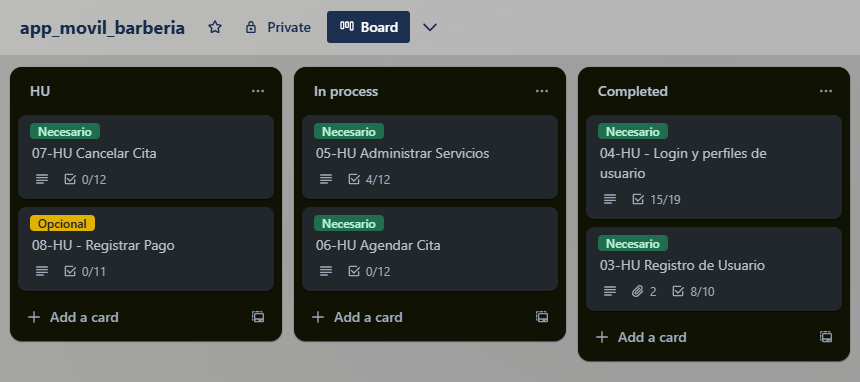 app_movil_barberia Private Board
HU
Necesario
07-HU Cancelar Cita
0/12
Opcional
08-HU - Registrar Pago
0/11
Add a card
In process
Necesario
05-HU Administrar Servicios
4/12
Necesario
06-HU Agendar Cita
0/12
Add a card
Completed
Necesario
04-HU - Login y perfiles de
usuario
15/19
Necesario
03-HU Registro de Usuario
2 8/10
Add a card